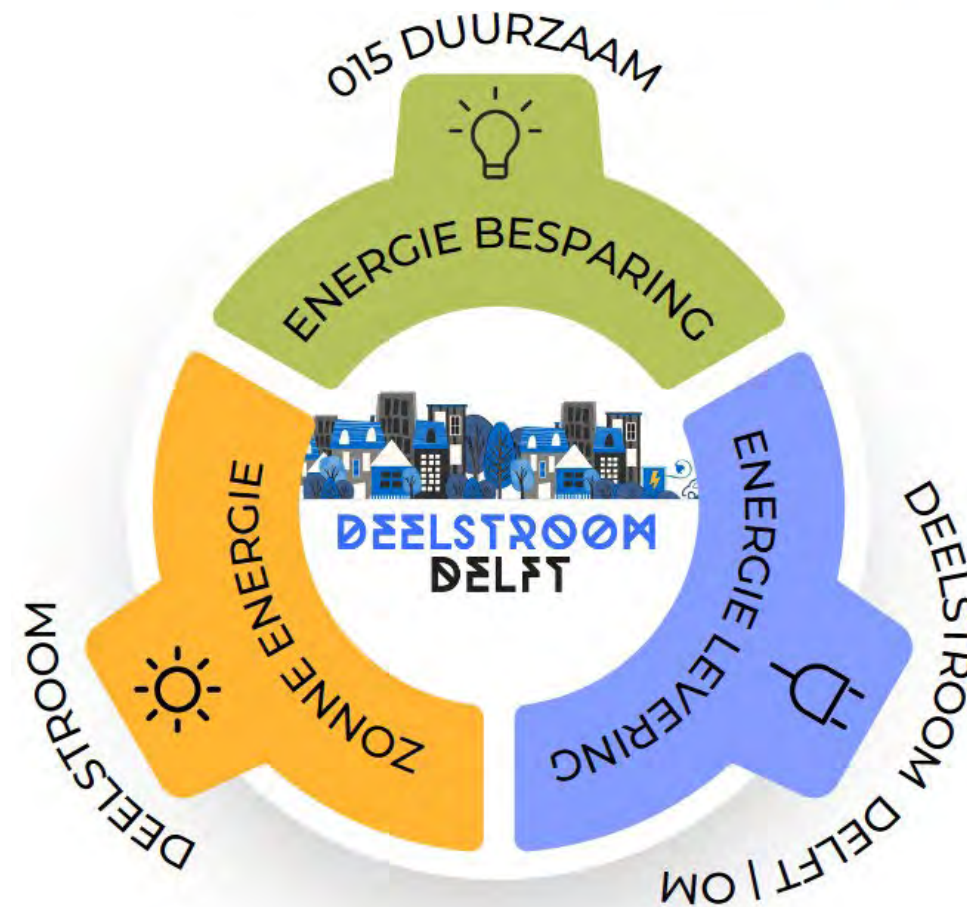 015 DUURZAAM
ENERGIE BESPARING
DEELSTROOM
DELFT
ZONNE ENERGIE
DEELSTROOM
ENERGIE LEVERING
DEELSTROOM DELFT | OM